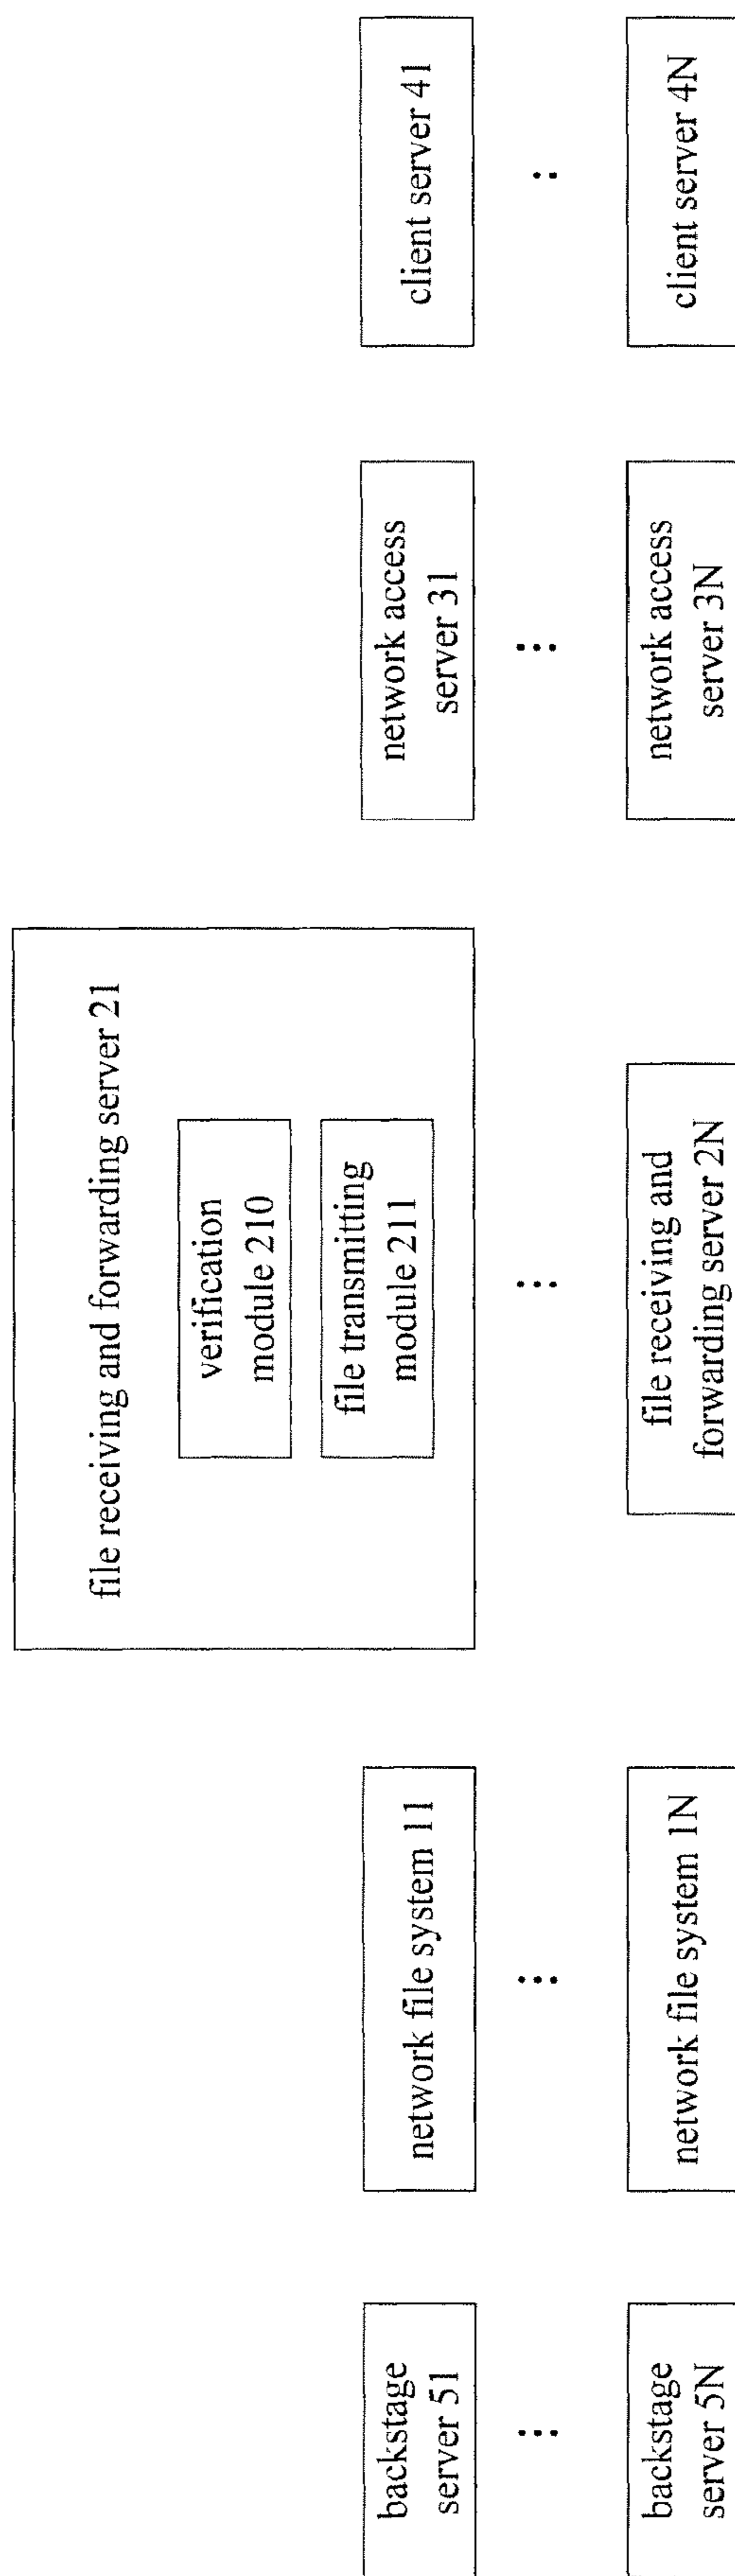 file receiving and forwarding server 21
verification
module 210
file transmitting
module 211
backstage
server 51
network file system 11
network access
server 31
client server 41
backstage
server 5N
network file system 1N
file receiving and
forwarding server 2N
network access
server 3N
client server 4N